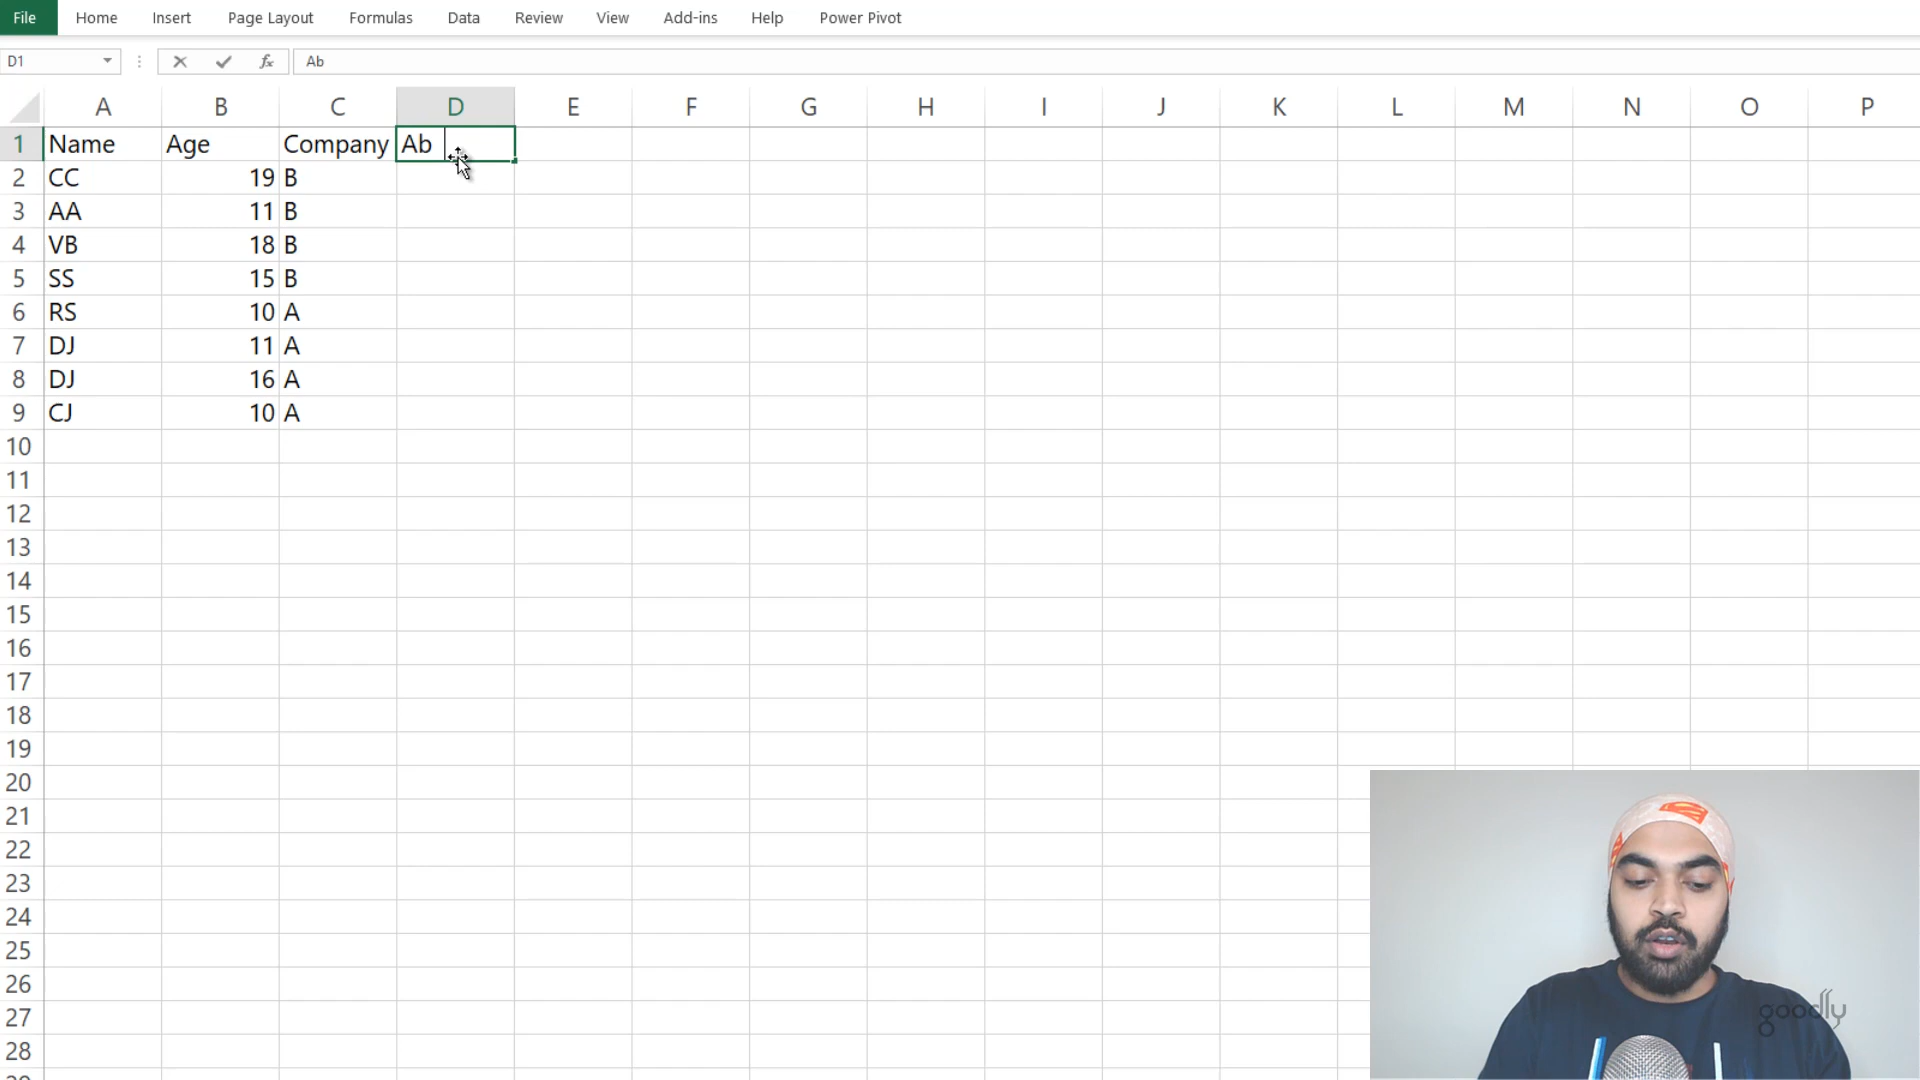 File Home Insert Page Layout Formulas Data Review View Add-ins Help Power Pivot
D1 fx Ab
A B C D E F G H I J K L M N O P
1 Name Age Company Ab
2 CC 19 B
3 AA 11 B
4 VB 18 B
5 SS 15 B
6 RS 10 A
7 DJ 11 A
8 DJ 16 A
9 CJ 10 A
10
11
12
13
14
15
16
17
18
19
20
21
22
23
24
25
26
27
28
goodly